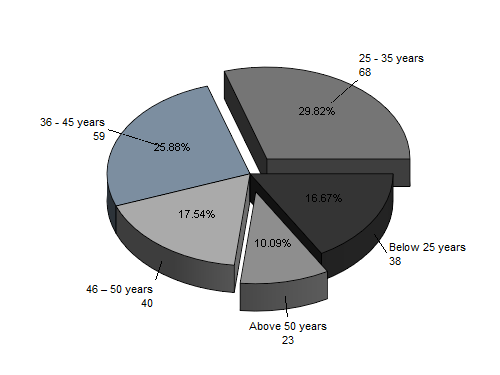 25 - 35 years
68
29.82%
36 - 45 years
59
25.88%
16.67%
17.54%
10.09%
Below 25 years
38
46 – 50 years
40
Above 50 years
23